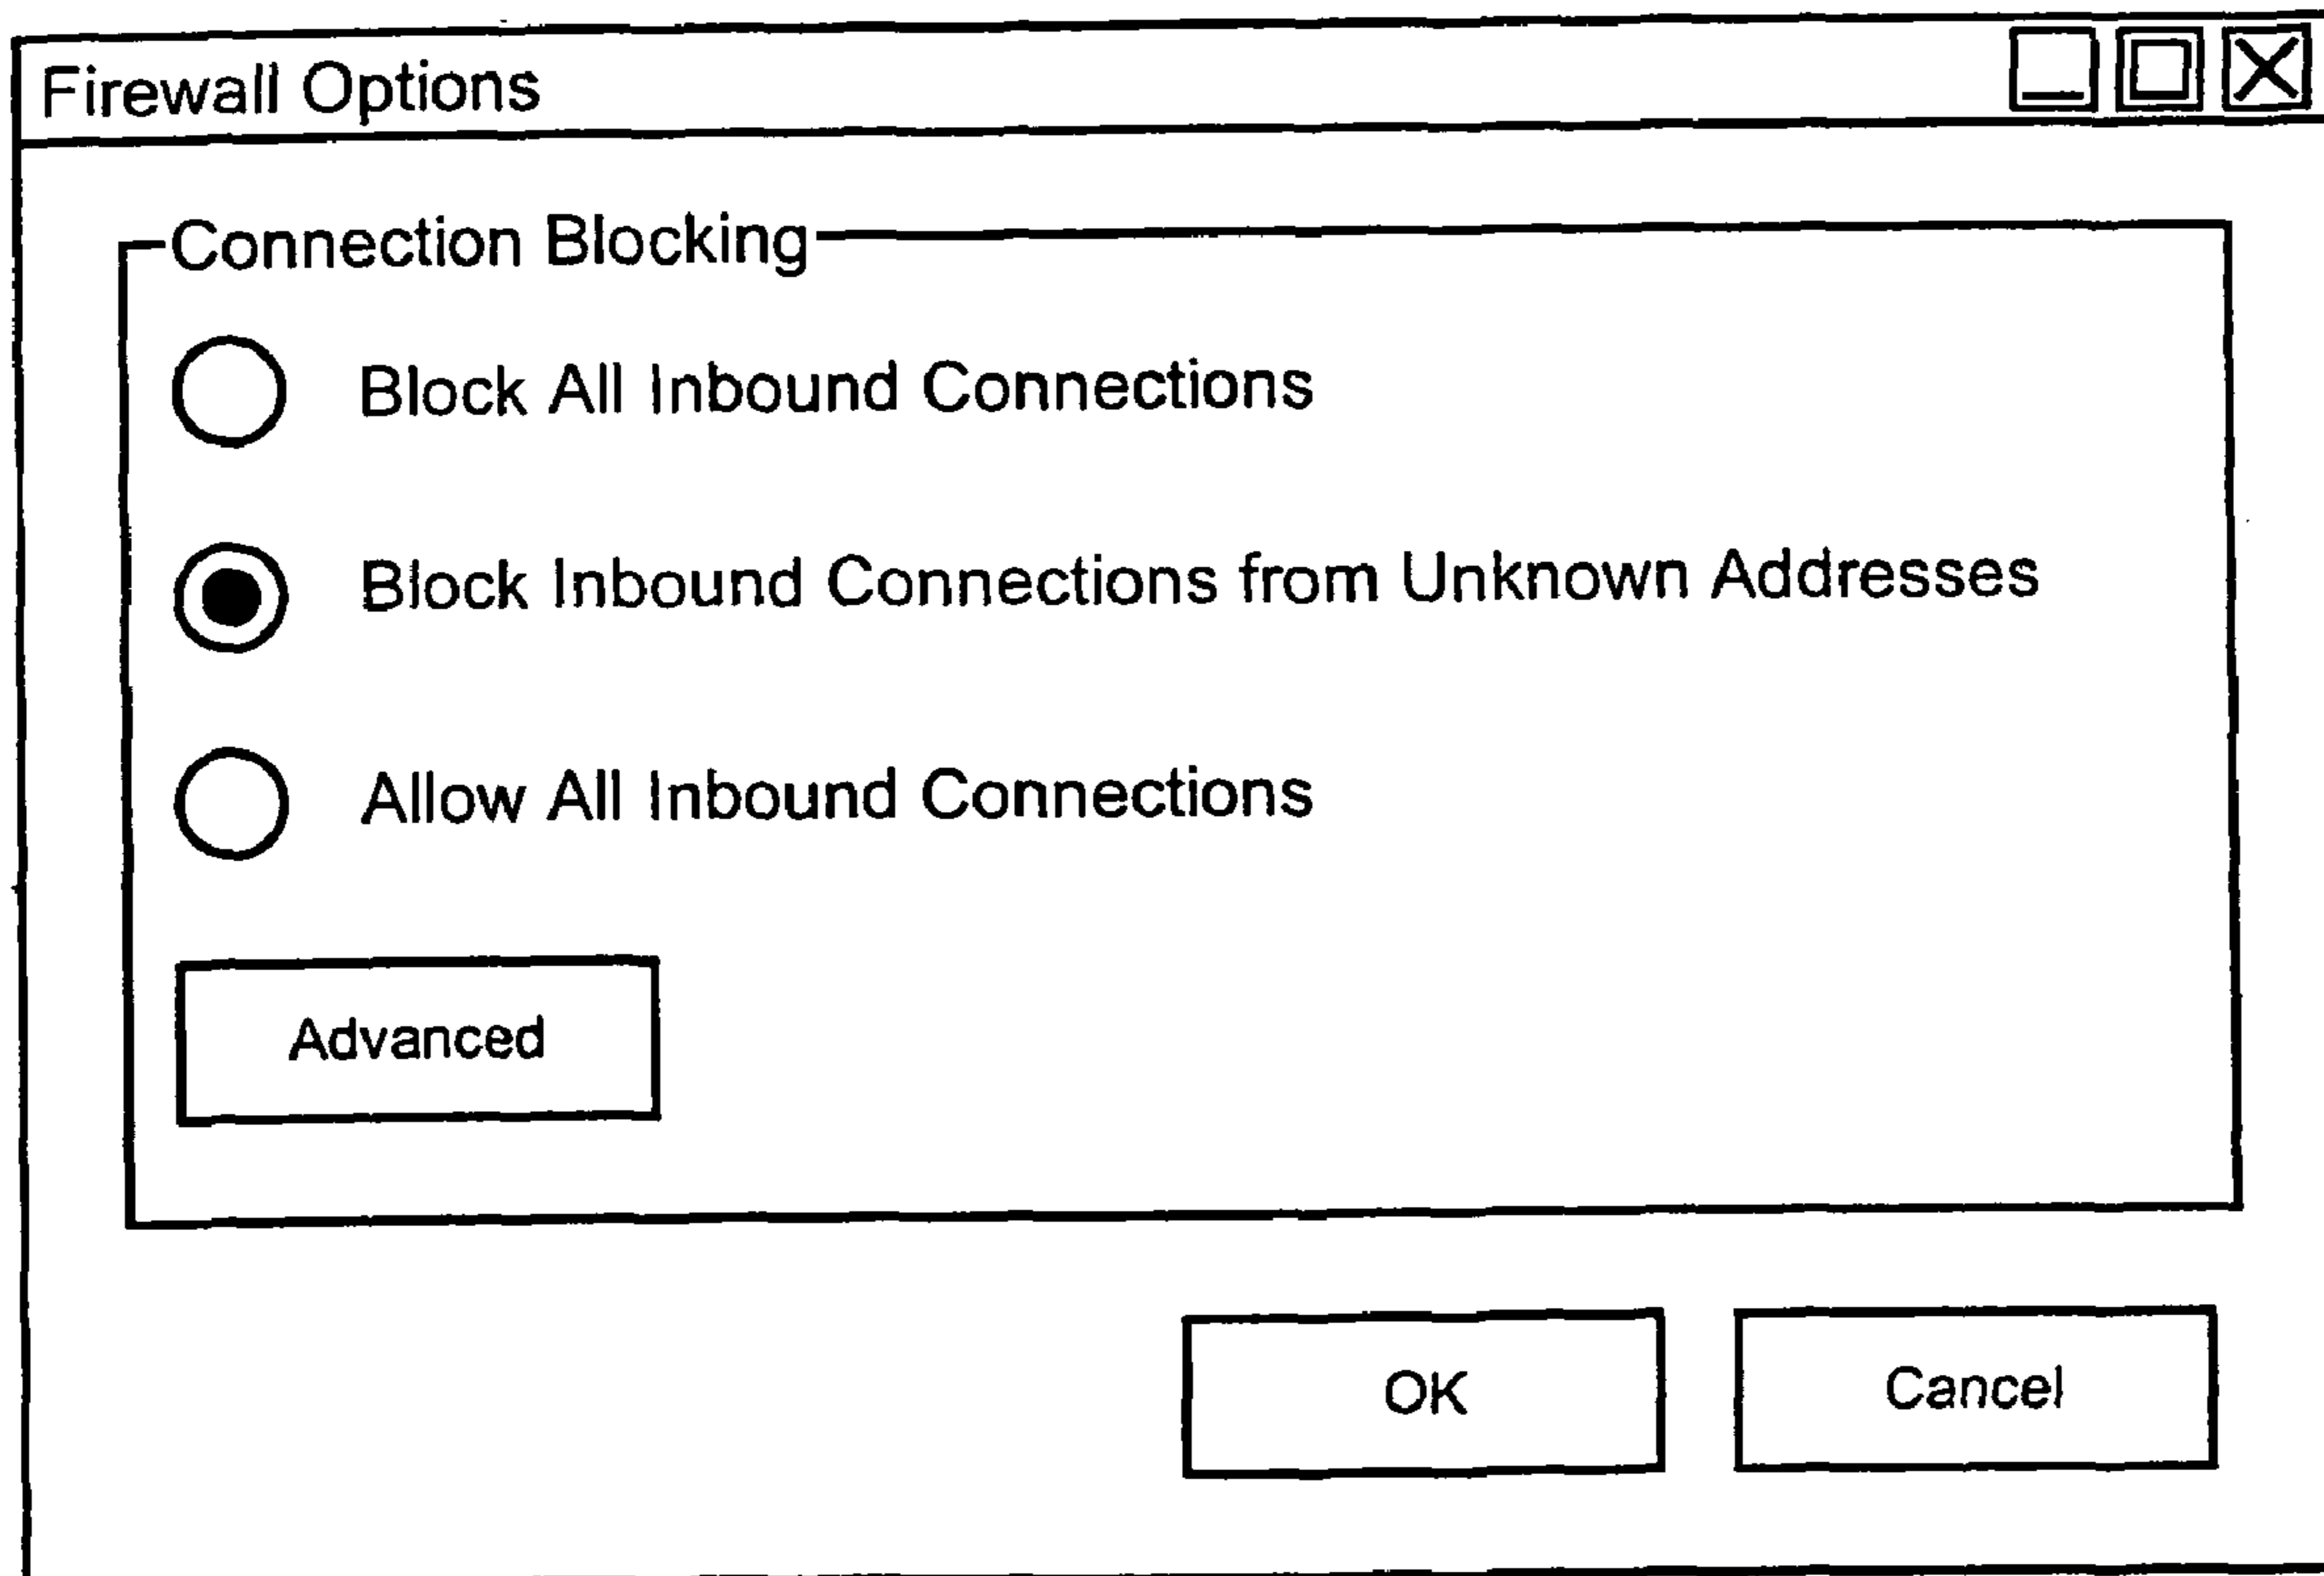 Firewall Options
Connection Blocking
Block All Inbound Connections
Block Inbound Connections from Unknown Addresses
Allow All Inbound Connections
Advanced
OK
Cancel